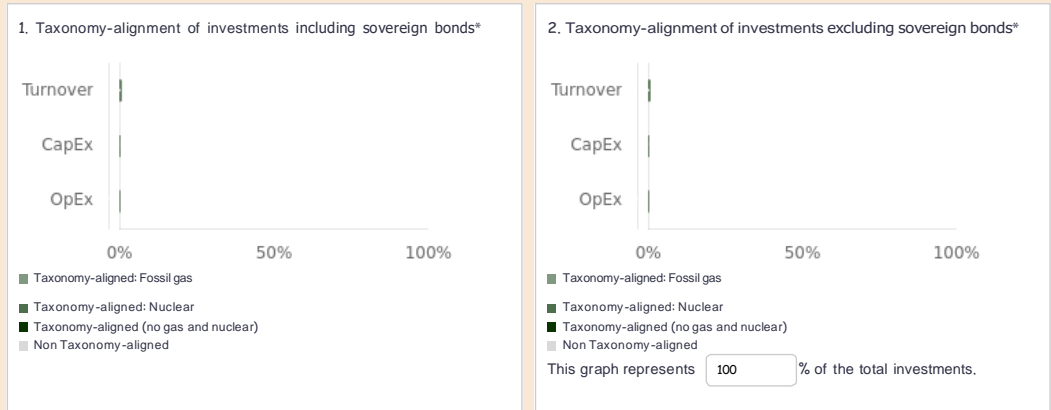 1. Taxonomy-alignment of investments including sovereign bonds*
Turnover
CapEx
OpEx
0% 50% 100%
Taxonomy-aligned: Fossil gas
Taxonomy-aligned: Nuclear
Taxonomy-aligned (no gas and nuclear)
Non Taxonomy-aligned
2. Taxonomy-alignment of investments excluding sovereign bonds*
Turnover
CapEx
OpEx
0% 50% 100%
Taxonomy-aligned: Fossil gas
Taxonomy-aligned: Nuclear
Taxonomy-aligned (no gas and nuclear)
Non Taxonomy-aligned
This graph represents 100 % of the total investments.